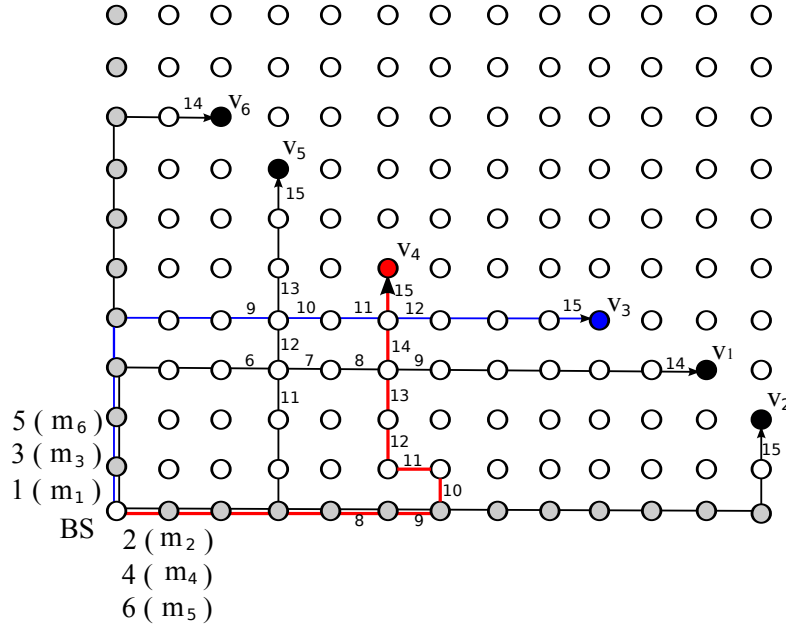 14 v₆
v₅
15
v₄
13 15
9 10 11 12 15 v₃
12 14
6 7 8 9 14 v₁
11 13
v₂
5 ( m₆ )
12 15
3 ( m₃ )
11
1 ( m₁ )
10
BS
8 9
2 ( m₂ )
4 ( m₄ )
6 ( m₅ )